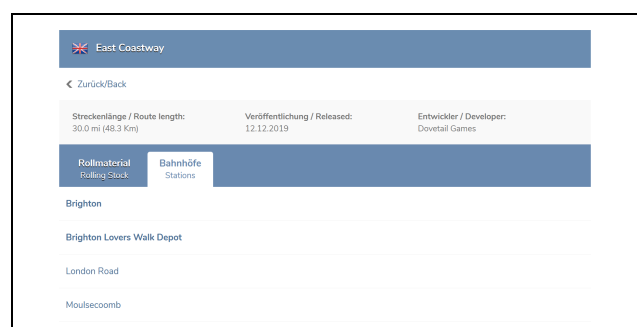 East Coastway
Zurück/Back
Streckenlänge / Route length: Veröffentlichung / Released: Entwickler / Developer:
30.0 mi (48.3 Km) 12.12.2019 Dovetail Games
Rollmaterial Bahnhöfe
Rolling Stock Stations
Brighton
Brighton Lovers Walk Depot
London Road
Moulsecoomb